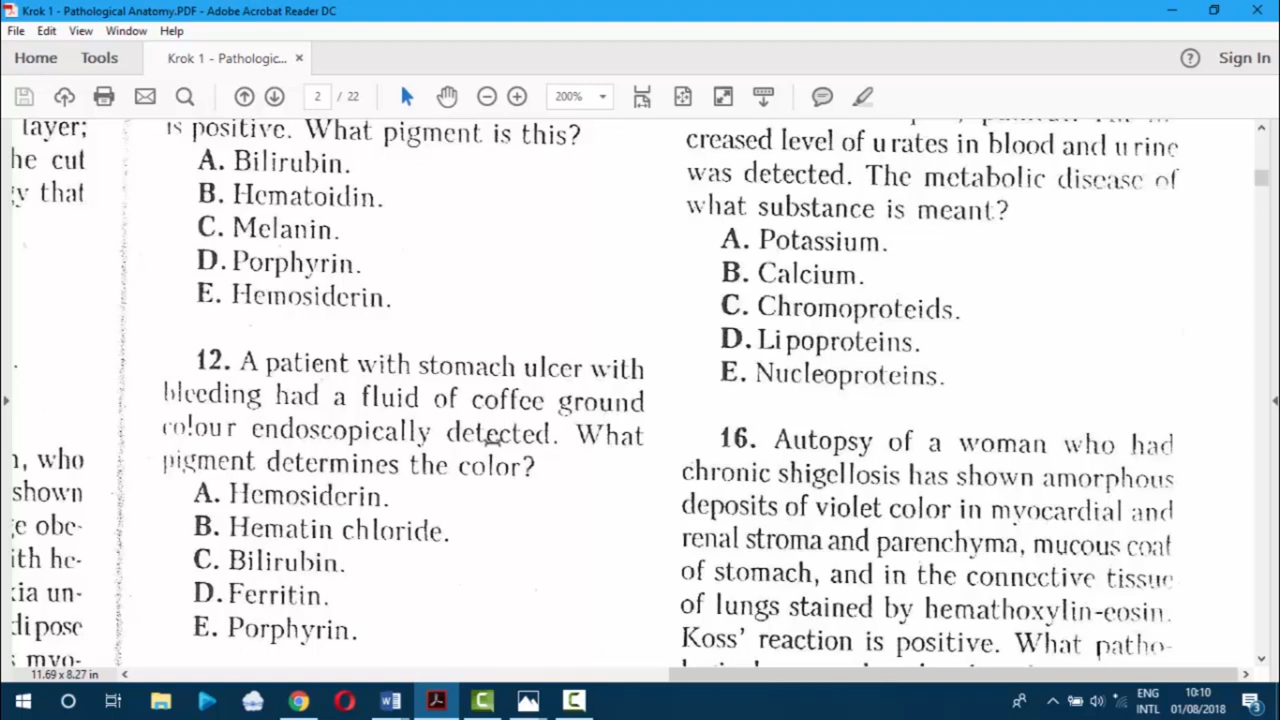 Krok 1 - Pathological Anatomy.PDF - Adobe Acrobat Reader DC
File Edit View Window Help
Home Tools Krok 1 - Pathologic... × Sign In
2 / 22 200%
layer;
he cut
gy that
, who
shown
e obe-
ith he-
kia un-
dipose
s myo-
is positive. What pigment is this?
A. Bilirubin.
B. Hematoidin.
C. Melanin.
D. Porphyrin.
E. Hemosiderin.
12. A patient with stomach ulcer with
bleeding had a fluid of coffee ground
colour endoscopically detected. What
pigment determines the color?
A. Hemosiderin.
B. Hematin chloride.
C. Bilirubin.
D. Ferritin.
E. Porphyrin.
creased level of urates in blood and urine
was detected. The metabolic disease of
what substance is meant?
A. Potassium.
B. Calcium.
C. Chromoproteids.
D. Lipoproteins.
E. Nucleoproteins.
16. Autopsy of a woman who had
chronic shigellosis has shown amorphous
deposits of violet color in myocardial and
renal stroma and parenchyma, mucous coat
of stomach, and in the connective tissue
of lungs stained by hemathoxylin-eosin.
Koss' reaction is positive. What patho-
11.69 x 8.27 in
ENG 10:10
INTL 01/08/2018 3